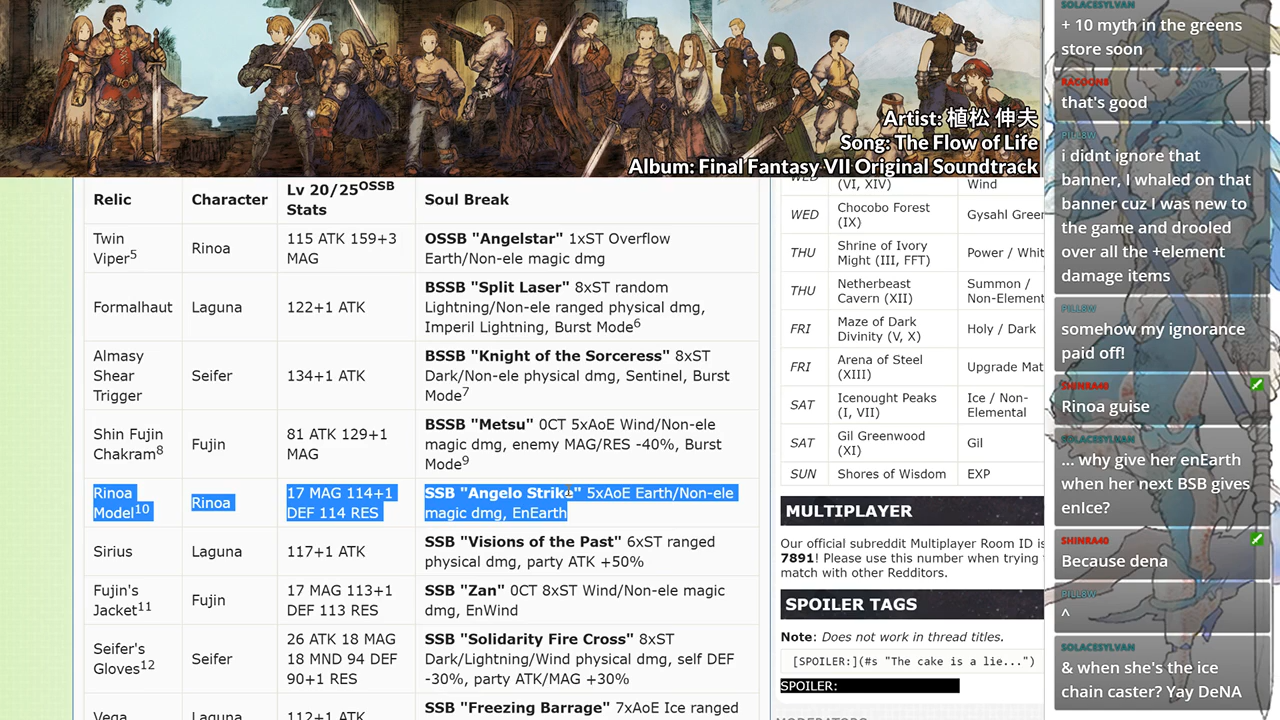 Artist: 植松 伸夫
Song: The Flow of Life
Album: Final Fantasy VII Original Soundtrack
Relic Character Lv 20/25OSSB Stats Soul Break
Twin Viper5 Rinoa 115 ATK 159+3 MAG OSSB "Angelstar" 1xST Overflow Earth/Non-ele magic dmg
Formalhaut Laguna 122+1 ATK BSSB "Split Laser" 8xST random Lightning/Non-ele ranged physical dmg, Imperil Lightning, Burst Mode6
Almasy Shear Trigger Seifer 134+1 ATK BSSB "Knight of the Sorceress" 8xST Dark/Non-ele physical dmg, Sentinel, Burst Mode7
Shin Fujin Chakram8 Fujin 81 ATK 129+1 MAG BSSB "Metsu" 0CT 5xAoE Wind/Non-ele magic dmg, enemy MAG/RES -40%, Burst Mode9
Rinoa Model10 Rinoa 17 MAG 114+1 DEF 114 RES SSB "Angelo Strike" 5xAoE Earth/Non-ele magic dmg, EnEarth
Sirius Laguna 117+1 ATK SSB "Visions of the Past" 6xST ranged physical dmg, party ATK +50%
Fujin's Jacket11 Fujin 17 MAG 113+1 DEF 113 RES SSB "Zan" 0CT 8xST Wind/Non-ele magic dmg, EnWind
Seifer's Gloves12 Seifer 26 ATK 18 MAG 18 MND 94 DEF 90+1 RES SSB "Solidarity Fire Cross" 8xST Dark/Lightning/Wind physical dmg, self DEF -30%, party ATK/MAG +30%
Vega Laguna 112+1 ATK SSB "Freezing Barrage" 7xAoE Ice ranged
WED (VI, XIV) Wind
WED Chocobo Forest (IX) Gysahl Green
THU Shrine of Ivory Might (III, FFT) Power / Whit
THU Netherbeast Cavern (XII) Summon / Non-Element
FRI Maze of Dark Divinity (V, X) Holy / Dark
FRI Arena of Steel (XIII) Upgrade Mat
SAT Icenought Peaks (I, VII) Ice / Non-Elemental
SAT Gil Greenwood (XI) Gil
SUN Shores of Wisdom EXP
MULTIPLAYER
Our official subreddit Multiplayer Room ID is
7891! Please use this number when trying
match with other Redditors.
SPOILER TAGS
Note: Does not work in thread titles.
[SPOILER:](#s "The cake is a lie...")
SPOILER:
MODERATORS
SOLACESYLVAN
+ 10 myth in the greens
store soon
RACOON8
that's good
PILL8W
i didnt ignore that
banner, I whaled on that
banner cuz I was new to
the game and drooled
over all the +element
damage items
PILL8W
somehow my ignorance
paid off!
SHINRA40
Rinoa guise
SOLACESYLVAN
... why give her enEarth
when her next BSB gives
enIce?
SHINRA40
Because dena
PILL8W
^
SOLACESYLVAN
& when she's the ice
chain caster? Yay DeNA